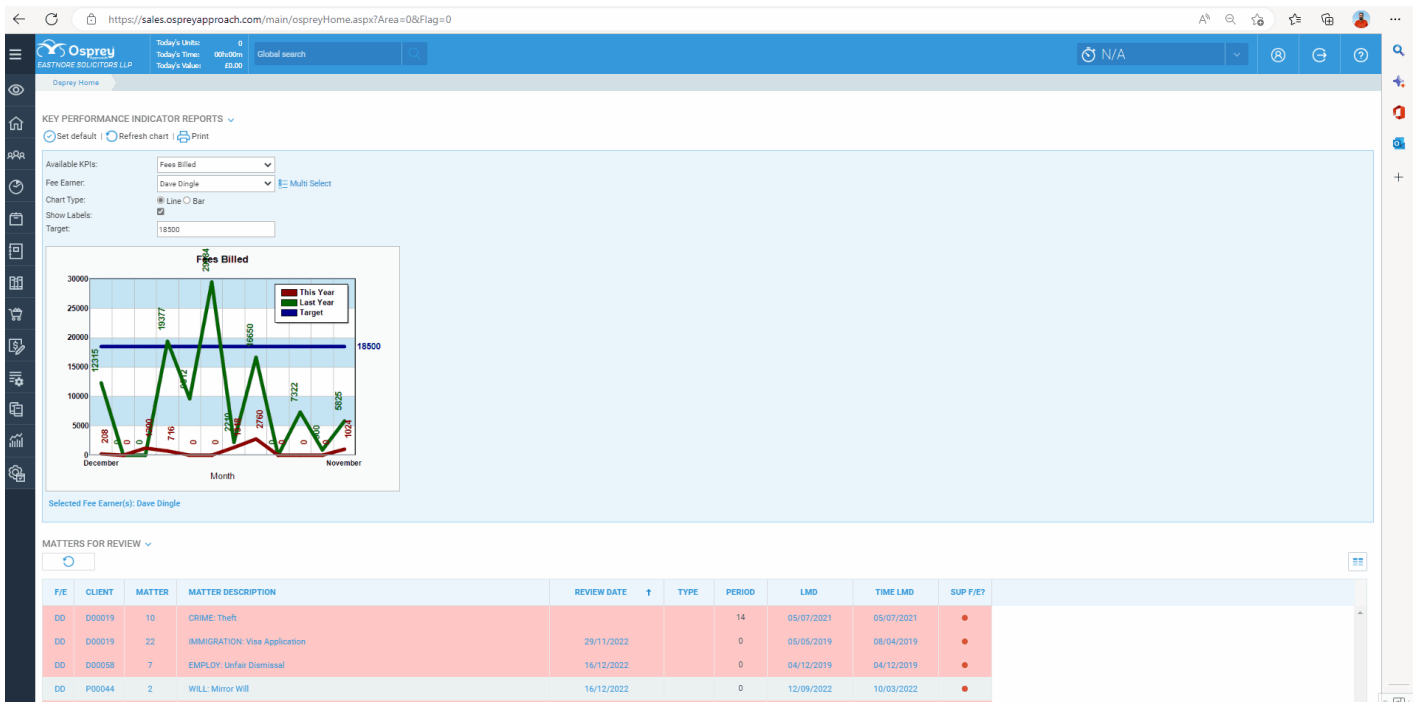 https://sales.ospreyapproach.com/main/ospreyHome.aspx?Area=0&Flag=0
Osprey
EASTNORE SOLICITORS LLP
Today's Units: 0
Today's Time: 00h:00m
Today's Value: £0.00
Global search
N/A
Osprey Home
KEY PERFORMANCE INDICATOR REPORTS
Set default | Refresh chart | Print
Available KPIs: Fees Billed
Fee Earner: Dave Dingle Multi Select
Chart Type: Line Bar
Show Labels:
Target: 18500
Fees Billed
30000
25000
20000
15000
10000
5000
0
This Year
Last Year
Target
18500
12315
19377
16650
7322
5825
208
0
0
0
716
0
0
2760
0
0
1024
December November
Month
Selected Fee Earner(s): Dave Dingle
MATTERS FOR REVIEW
F/E CLIENT MATTER MATTER DESCRIPTION REVIEW DATE TYPE PERIOD LMD TIME LMD SUP F/E?
DD D00019 10 CRIME: Theft 14 05/07/2021 05/07/2021
DD D00019 22 IMMIGRATION: Visa Application 29/11/2022 0 05/05/2019 08/04/2019
DD D00058 7 EMPLOY: Unfair Dismissal 16/12/2022 0 04/12/2019 04/12/2019
DD P00044 2 WILL: Mirror Will 16/12/2022 0 12/09/2022 10/03/2022